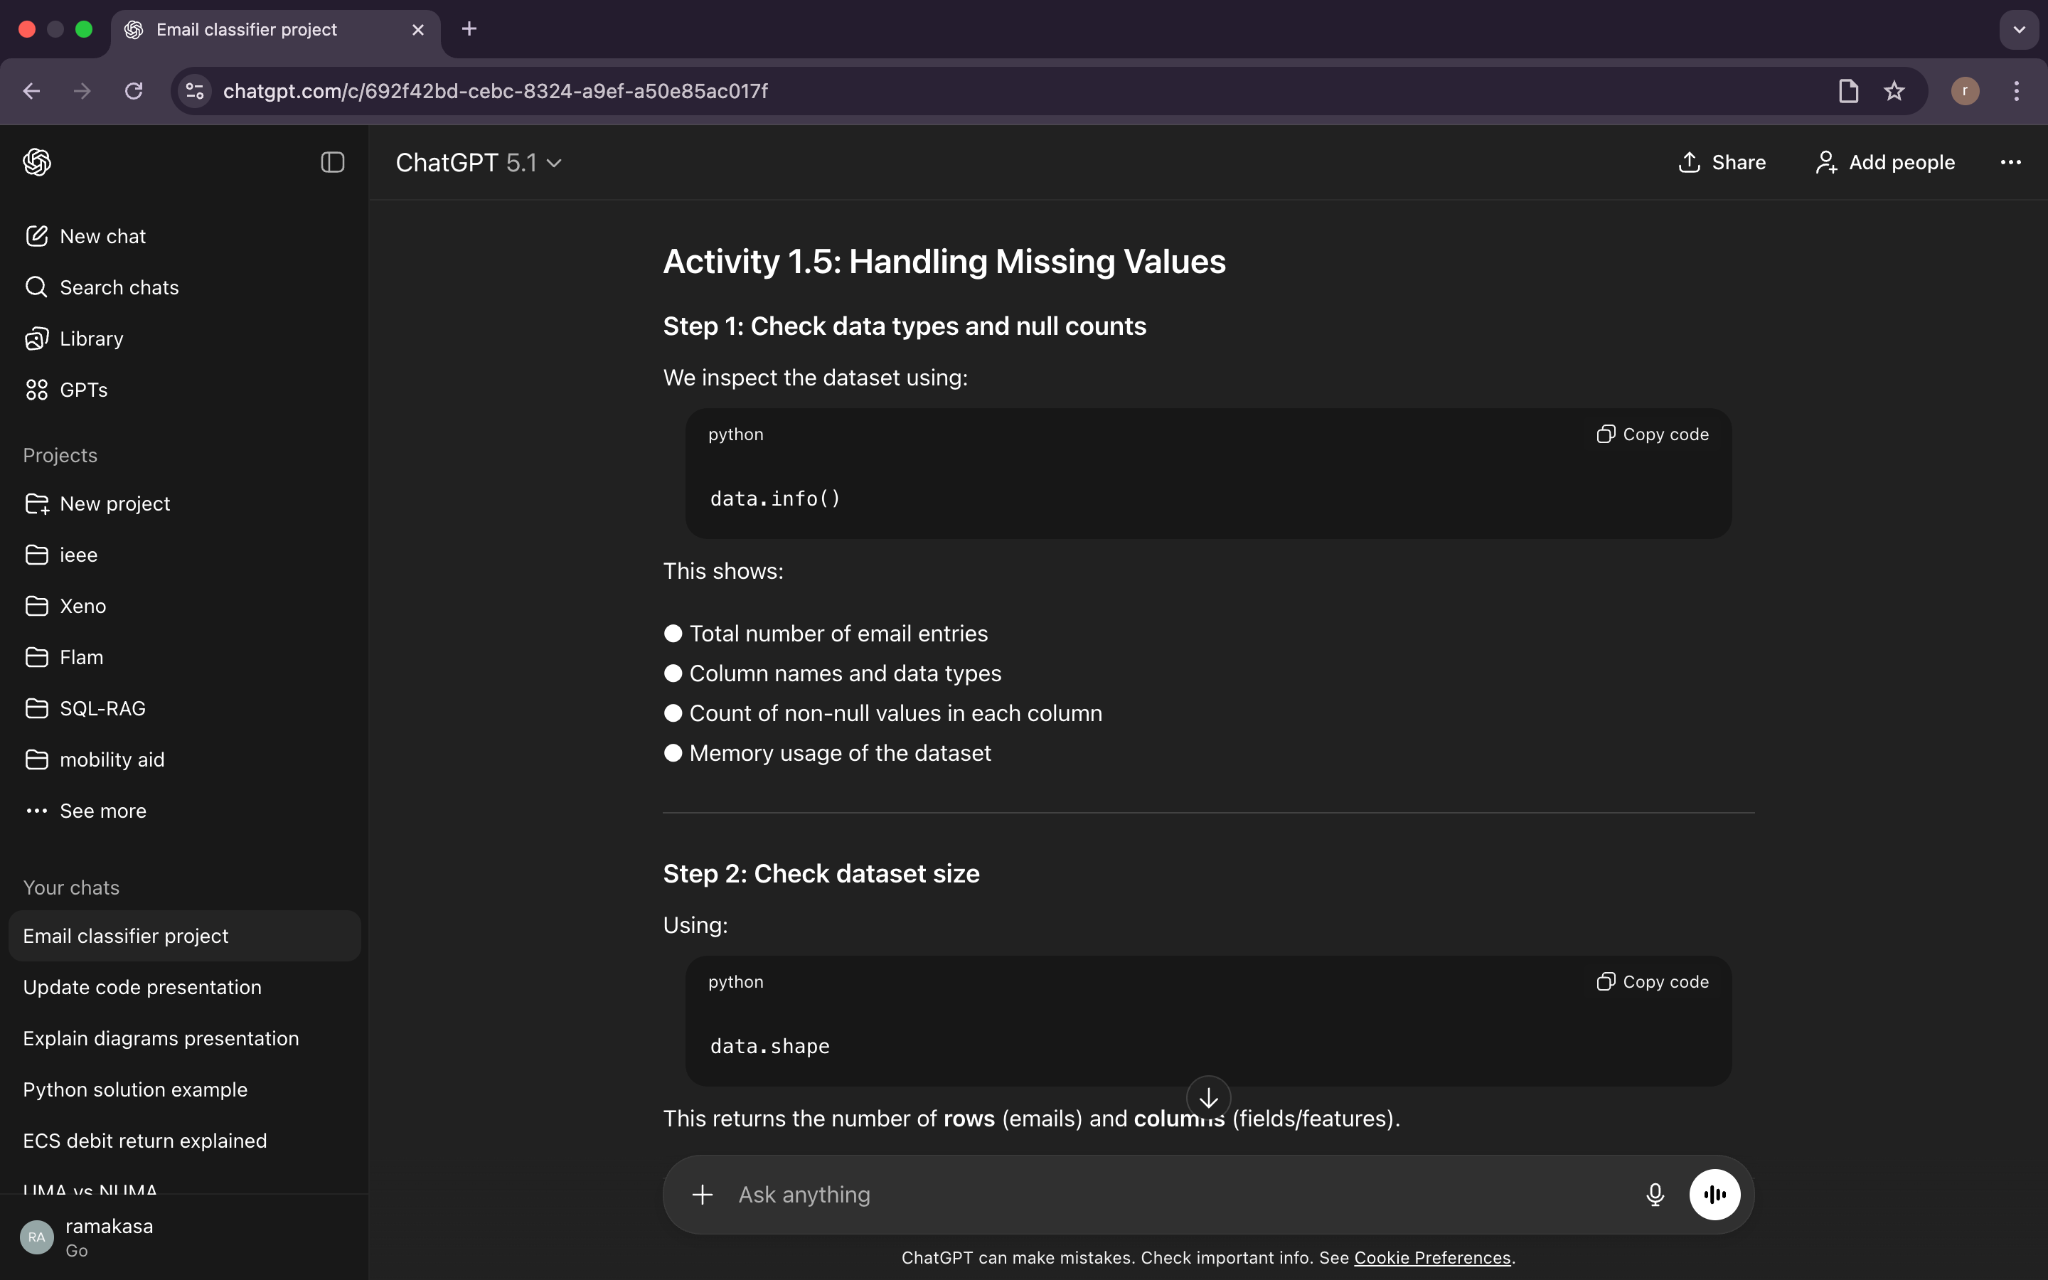 Email classifier project
chatgpt.com/c/692f42bd-cebc-8324-a9ef-a50e85ac017f
r
New chat
Search chats
Library
GPTs
Projects
New project
ieee
Xeno
Flam
SQL-RAG
mobility aid
See more
Your chats
Email classifier project
Update code presentation
Explain diagrams presentation
Python solution example
ECS debit return explained
UMA vs NUMA
RA
ramakasa
Go
ChatGPT 5.1
Share
Add people
Activity 1.5: Handling Missing Values
Step 1: Check data types and null counts
We inspect the dataset using:
python
Copy code
data.info()
This shows:
● Total number of email entries
● Column names and data types
● Count of non-null values in each column
● Memory usage of the dataset
Step 2: Check dataset size
Using:
python
Copy code
data.shape
This returns the number of rows (emails) and columns (fields/features).
Ask anything
ChatGPT can make mistakes. Check important info. See Cookie Preferences.